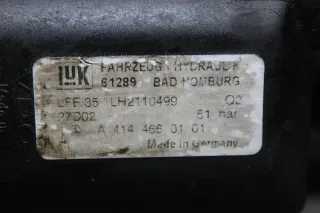 LuK FAHRZEUG-HYDRAULIK
61289 BAD HOMBURG
LFF 35 LH2110499 Q2
27D02 81 bar
D A 414 466 01 01
Made in Germany